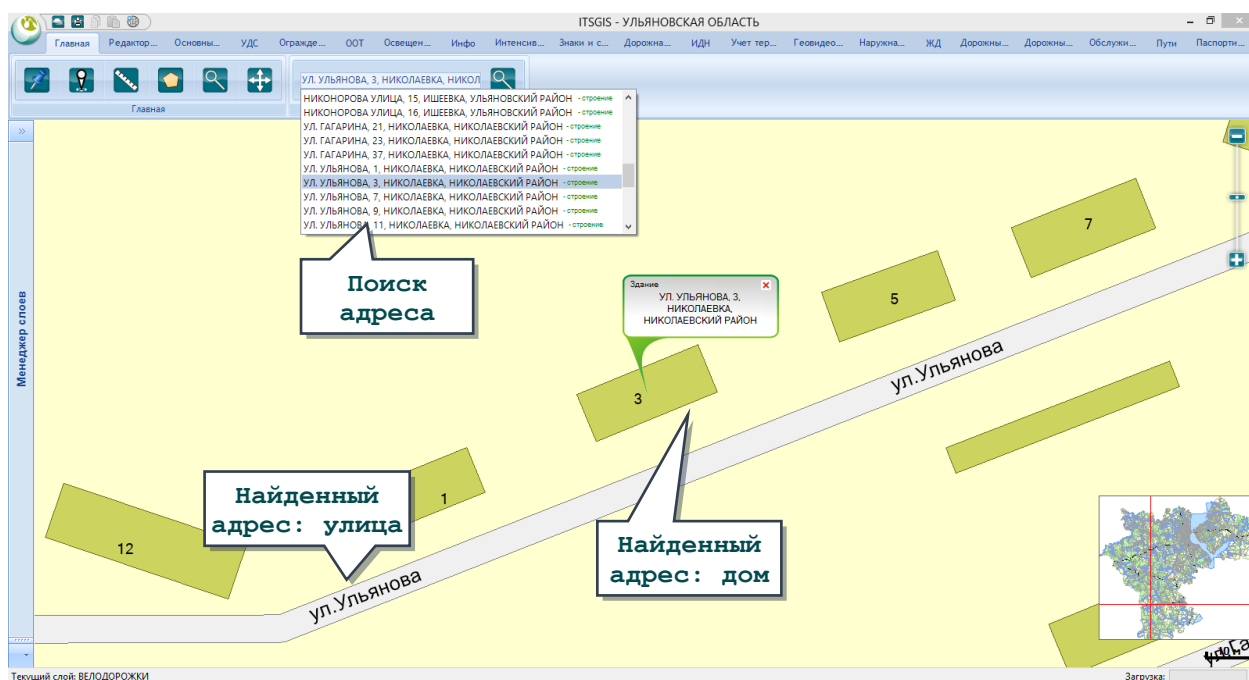 ITSGIS - УЛЬЯНОВСКАЯ ОБЛАСТЬ
Главная Редактор... Основны... УДС Огражде... ООТ Освещен... Инфо Интенсив... Знаки и с... Дорожна... ИДН Учет тер... Геовидео... Наружна... ЖД Дорожны... Дорожны... Обслужи... Пути Паспорти...
УЛ. УЛЬЯНОВА, 3, НИКОЛАЕВКА, НИКОЛ
Главная
НИКОНОРОВА УЛИЦА, 15, ИШЕЕВКА, УЛЬЯНОВСКИЙ РАЙОН - строение
НИКОНОРОВА УЛИЦА, 16, ИШЕЕВКА, УЛЬЯНОВСКИЙ РАЙОН - строение
УЛ. ГАГАРИНА, 21, НИКОЛАЕВКА, НИКОЛАЕВСКИЙ РАЙОН - строение
УЛ. ГАГАРИНА, 23, НИКОЛАЕВКА, НИКОЛАЕВСКИЙ РАЙОН - строение
УЛ. ГАГАРИНА, 37, НИКОЛАЕВКА, НИКОЛАЕВСКИЙ РАЙОН - строение
УЛ. УЛЬЯНОВА, 1, НИКОЛАЕВКА, НИКОЛАЕВСКИЙ РАЙОН - строение
УЛ. УЛЬЯНОВА, 3, НИКОЛАЕВКА, НИКОЛАЕВСКИЙ РАЙОН - строение
УЛ. УЛЬЯНОВА, 7, НИКОЛАЕВКА, НИКОЛАЕВСКИЙ РАЙОН - строение
УЛ. УЛЬЯНОВА, 9, НИКОЛАЕВКА, НИКОЛАЕВСКИЙ РАЙОН - строение
УЛ. УЛЬЯНОВА, 11, НИКОЛАЕВКА, НИКОЛАЕВСКИЙ РАЙОН - строение
Поиск
адреса
7
Здание
УЛ. УЛЬЯНОВА, 3,
НИКОЛАЕВКА,
НИКОЛАЕВСКИЙ РАЙОН
5
Менеджер слоев
ул.Ульянова
3
1
Найденный
адрес: улица
12
Найденный
адрес: дом
ул.Ульянова
Текущий слой: ВЕЛОДОРОЖКИ
Загрузка: